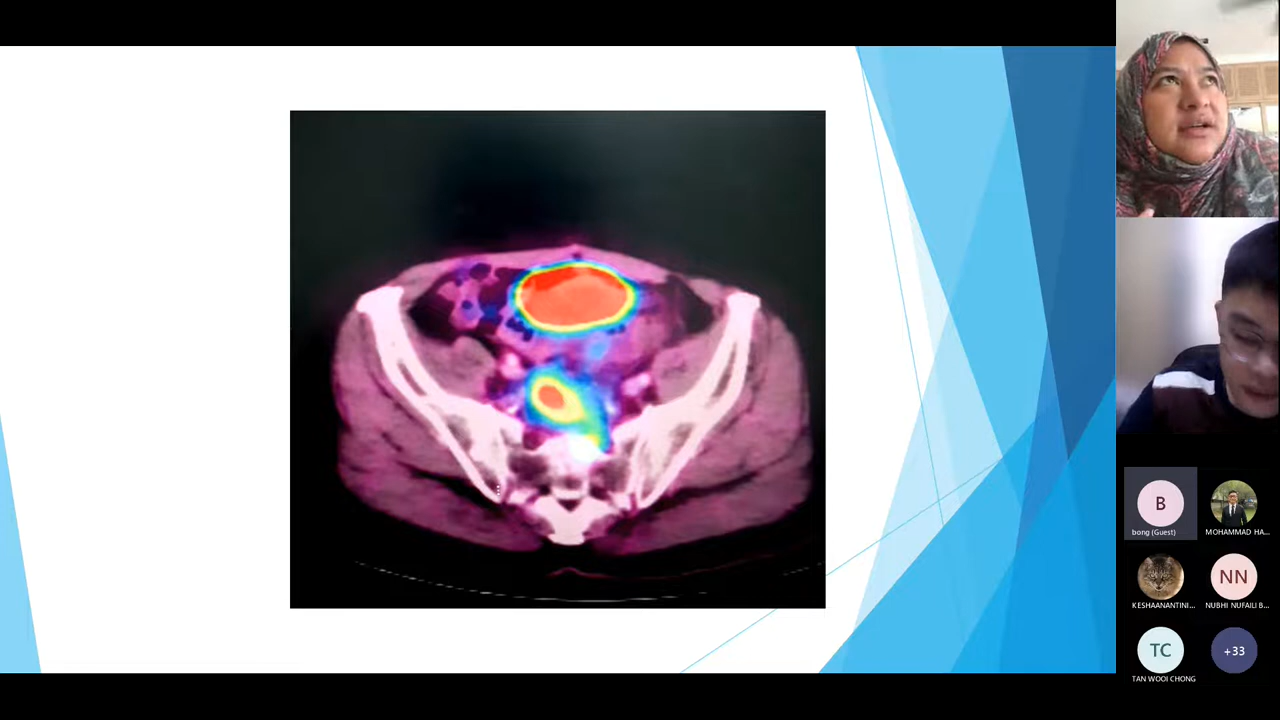 B
bong (Guest)
MOHAMMAD HA...
KESHAANANTINI...
NN
NUBHI NUFAILI B...
TC
TAN WOOI CHONG
+33